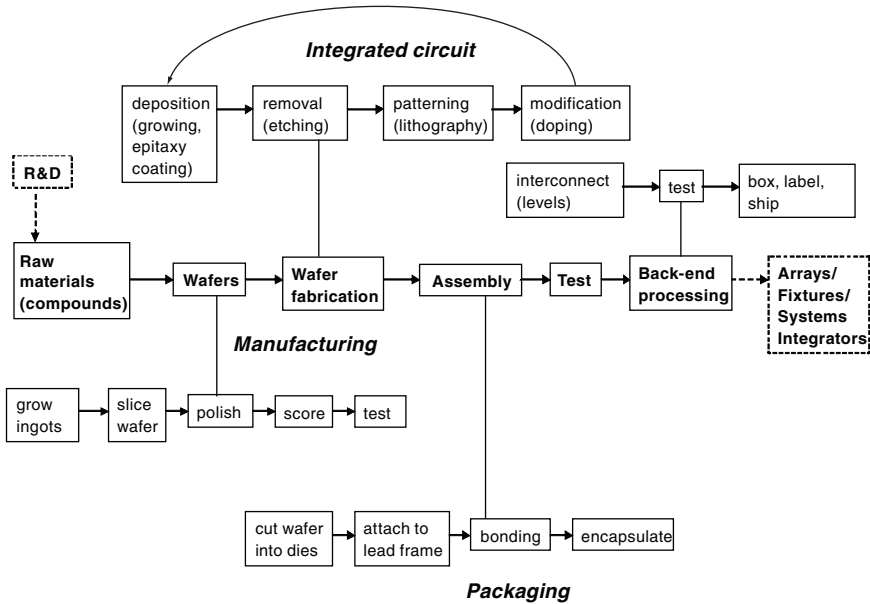 Integrated circuit
deposition
(growing,
epitaxy
coating)
removal
(etching)
patterning
(lithography)
modification
(doping)
R&D
interconnect
(levels)
test
box, label,
ship
Raw
materials
(compounds)
Wafers
Wafer
fabrication
Assembly
Test
Back-end
processing
Arrays/
Fixtures/
Systems
Integrators
Manufacturing
grow
ingots
slice
wafer
polish
score
test
cut wafer
into dies
attach to
lead frame
bonding
encapsulate
Packaging